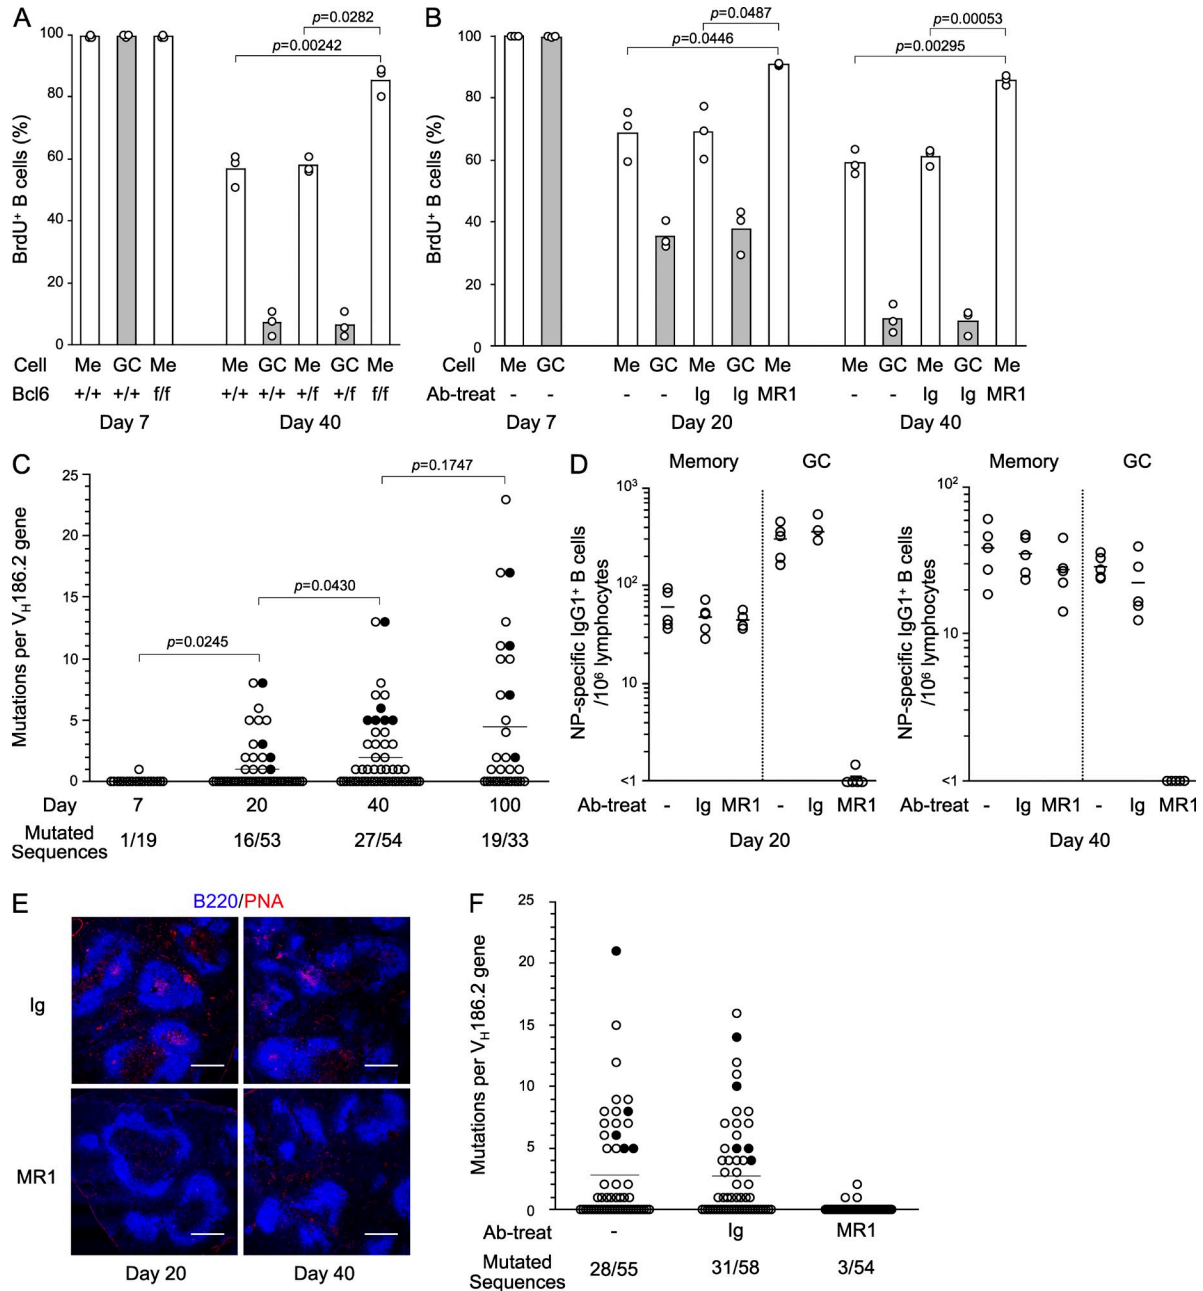 A
p=0.0282
p=0.00242
BrdU+ B cells (%)
100
80
60
40
20
0
Cell Me GC Me Me GC Me GC Me
Bcl6 +/+ +/+ f/f +/+ +/+ +/f +/f f/f
Day 7 Day 40
B
p=0.0487
p=0.0446
p=0.00053
p=0.00295
BrdU+ B cells (%)
100
80
60
40
20
0
Cell Me GC Me GC Me GC Me Me GC Me GC Me
Ab-treat - - - - Ig Ig MR1 - - Ig Ig MR1
Day 7 Day 20 Day 40
C
p=0.1747
p=0.0430
p=0.0245
Mutations per VH186.2 gene
25
20
15
10
5
0
Day 7 20 40 100
Mutated
Sequences 1/19 16/53 27/54 19/33
D
Memory GC
NP-specific IgG1+ B cells
/10⁶ lymphocytes
10³
10²
10
<1
Ab-treat - Ig MR1 - Ig MR1
Day 20
Memory GC
NP-specific IgG1+ B cells
/10⁶ lymphocytes
10²
10
<1
Ab-treat - Ig MR1 - Ig MR1
Day 40
E
B220/PNA
Ig
MR1
Day 20 Day 40
F
Mutations per VH186.2 gene
25
20
15
10
5
0
Ab-treat - Ig MR1
Mutated
Sequences 28/55 31/58 3/54